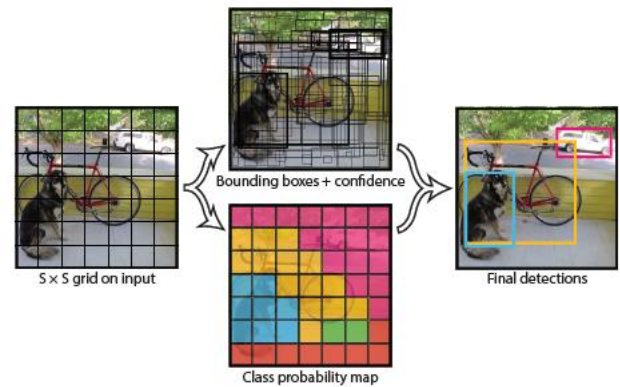 Bounding boxes + confidence
S × S grid on input
Final detections
Class probability map